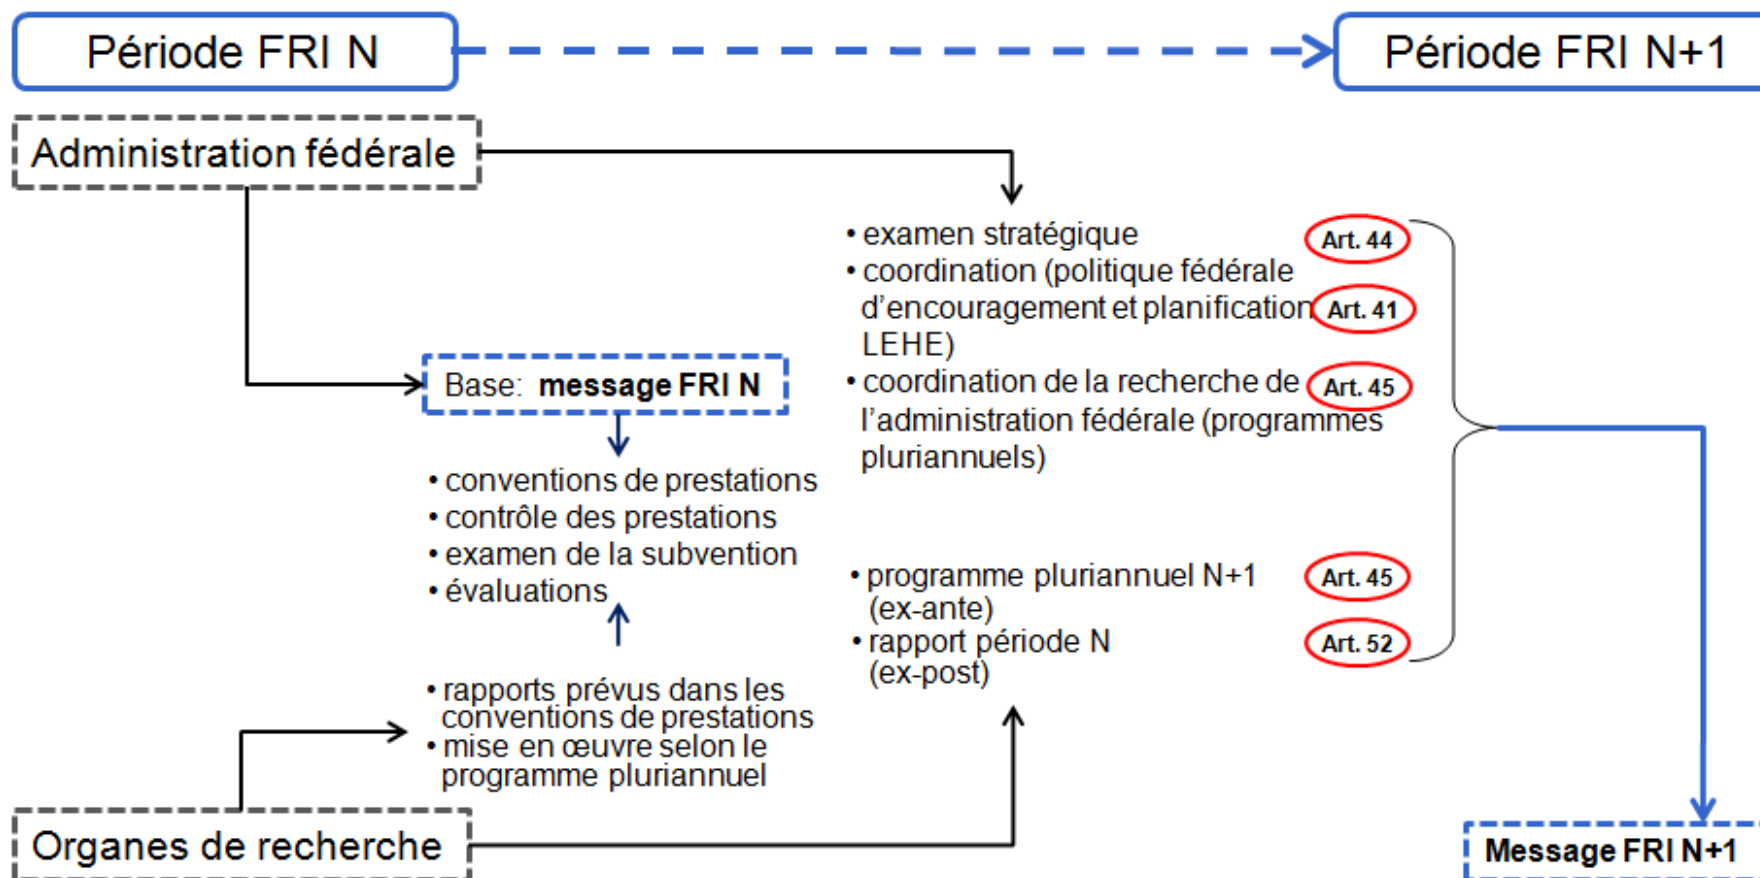 Période FRI N
Période FRI N+1
Administration fédérale
• examen stratégique
Art. 44
• coordination (politique fédérale
d'encouragement et planification
Art. 41
LEHE)
• coordination de la recherche de
Art. 45
l'administration fédérale (programmes
pluriannuels)
Base: message FRI N
• conventions de prestations
• contrôle des prestations
• examen de la subvention
• évaluations
• programme pluriannuel N+1
Art. 45
(ex-ante)
• rapport période N
Art. 52
(ex-post)
• rapports prévus dans les
conventions de prestations
• mise en œuvre selon le
programme pluriannuel
Organes de recherche
Message FRI N+1